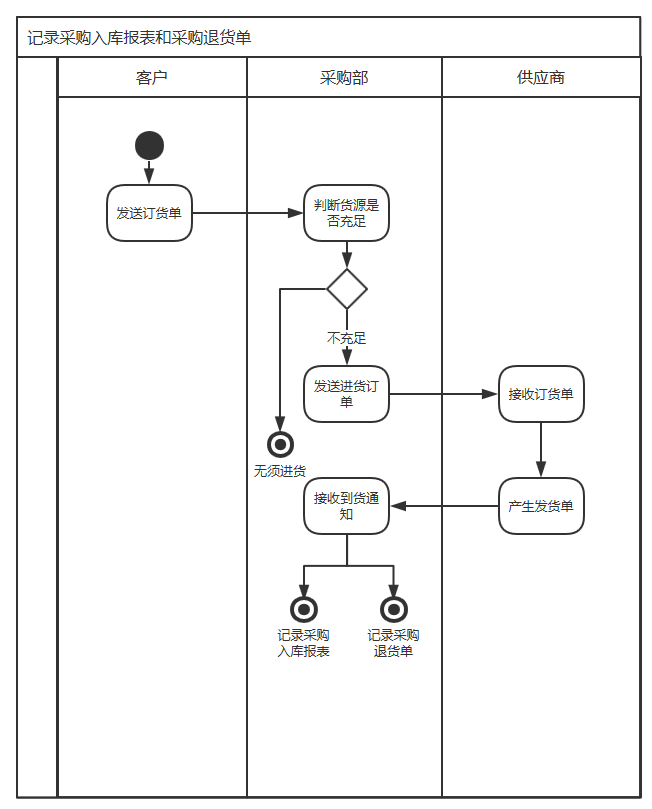 记录采购入库报表和采购退货单
客户
采购部
供应商
发送订货单
判断货源是
否充足
不充足
发送进货订
单
接收订货单
无须进货
接收到货通
知
产生发货单
记录采购
入库报表
记录采购
退货单